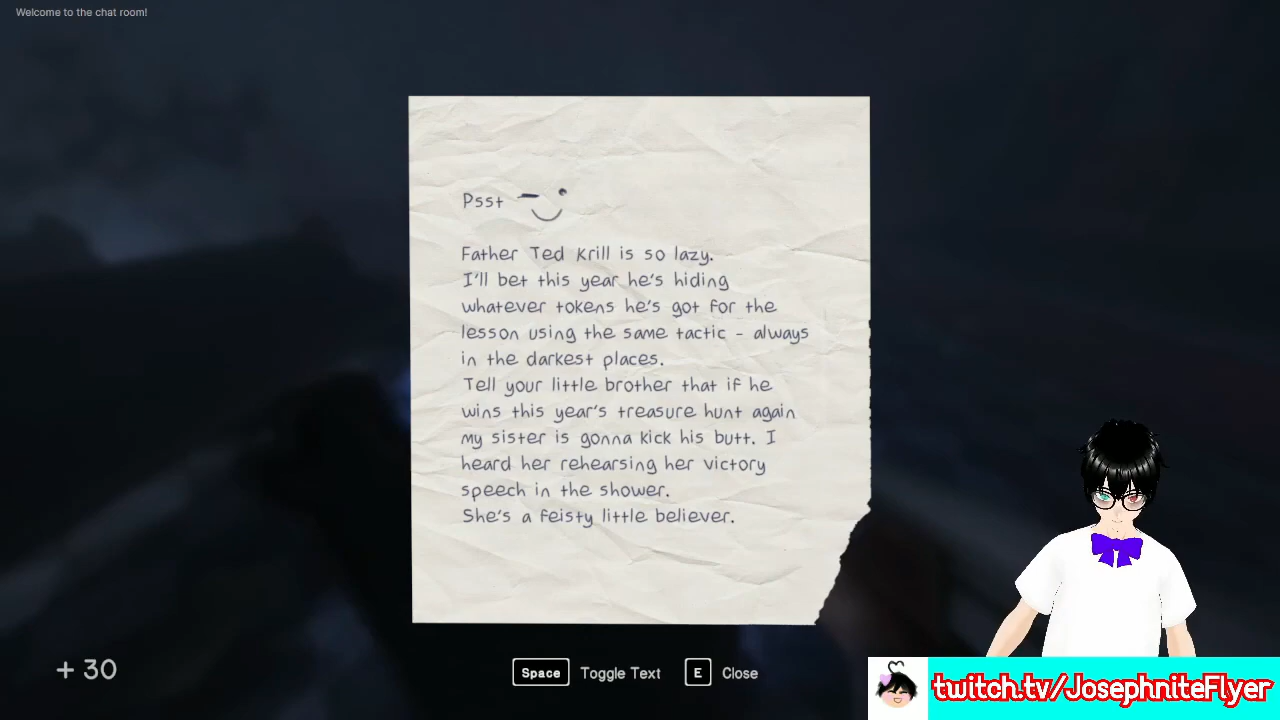 Welcome to the chat room!
Psst
Father Ted Krill is so lazy.
I'll bet this year he's hiding
whatever tokens he's got for the
lesson using the same tactic - always
in the darkest places.
Tell your little brother that if he
wins this year's treasure hunt again
my sister is gonna kick his butt. I
heard her rehearsing her victory
speech in the shower.
She's a feisty little believer.
+ 30
Space Toggle Text E Close
twitch.tv/JosephniteFlyer